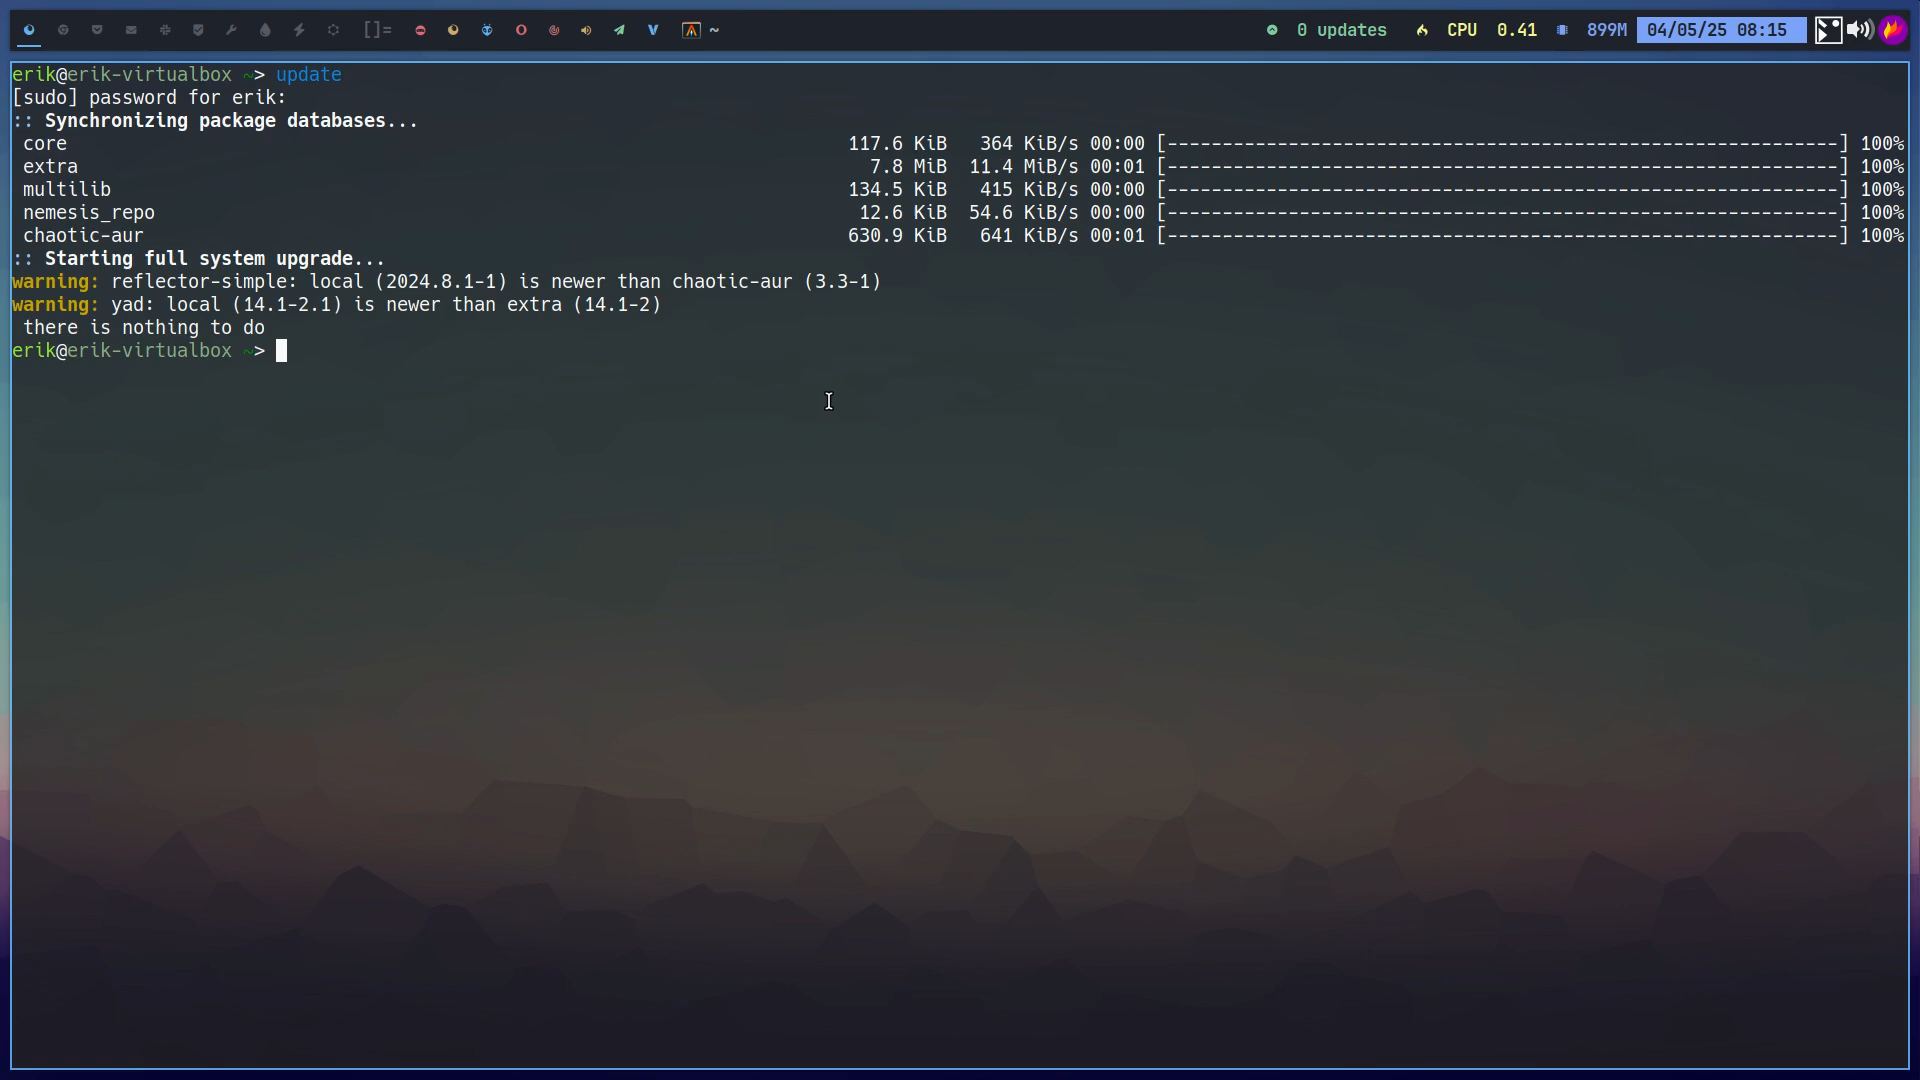 []= ~ 0 updates CPU 0.41 899M 04/05/25 08:15
erik@erik-virtualbox ~> update
[sudo] password for erik:
:: Synchronizing package databases...
core 117.6 KiB 364 KiB/s 00:00 [-------------------------------------------------------------] 100%
extra 7.8 MiB 11.4 MiB/s 00:01 [-------------------------------------------------------------] 100%
multilib 134.5 KiB 415 KiB/s 00:00 [-------------------------------------------------------------] 100%
nemesis_repo 12.6 KiB 54.6 KiB/s 00:00 [-------------------------------------------------------------] 100%
chaotic-aur 630.9 KiB 641 KiB/s 00:01 [-------------------------------------------------------------] 100%
:: Starting full system upgrade...
warning: reflector-simple: local (2024.8.1-1) is newer than chaotic-aur (3.3-1)
warning: yad: local (14.1-2.1) is newer than extra (14.1-2)
there is nothing to do
erik@erik-virtualbox ~>